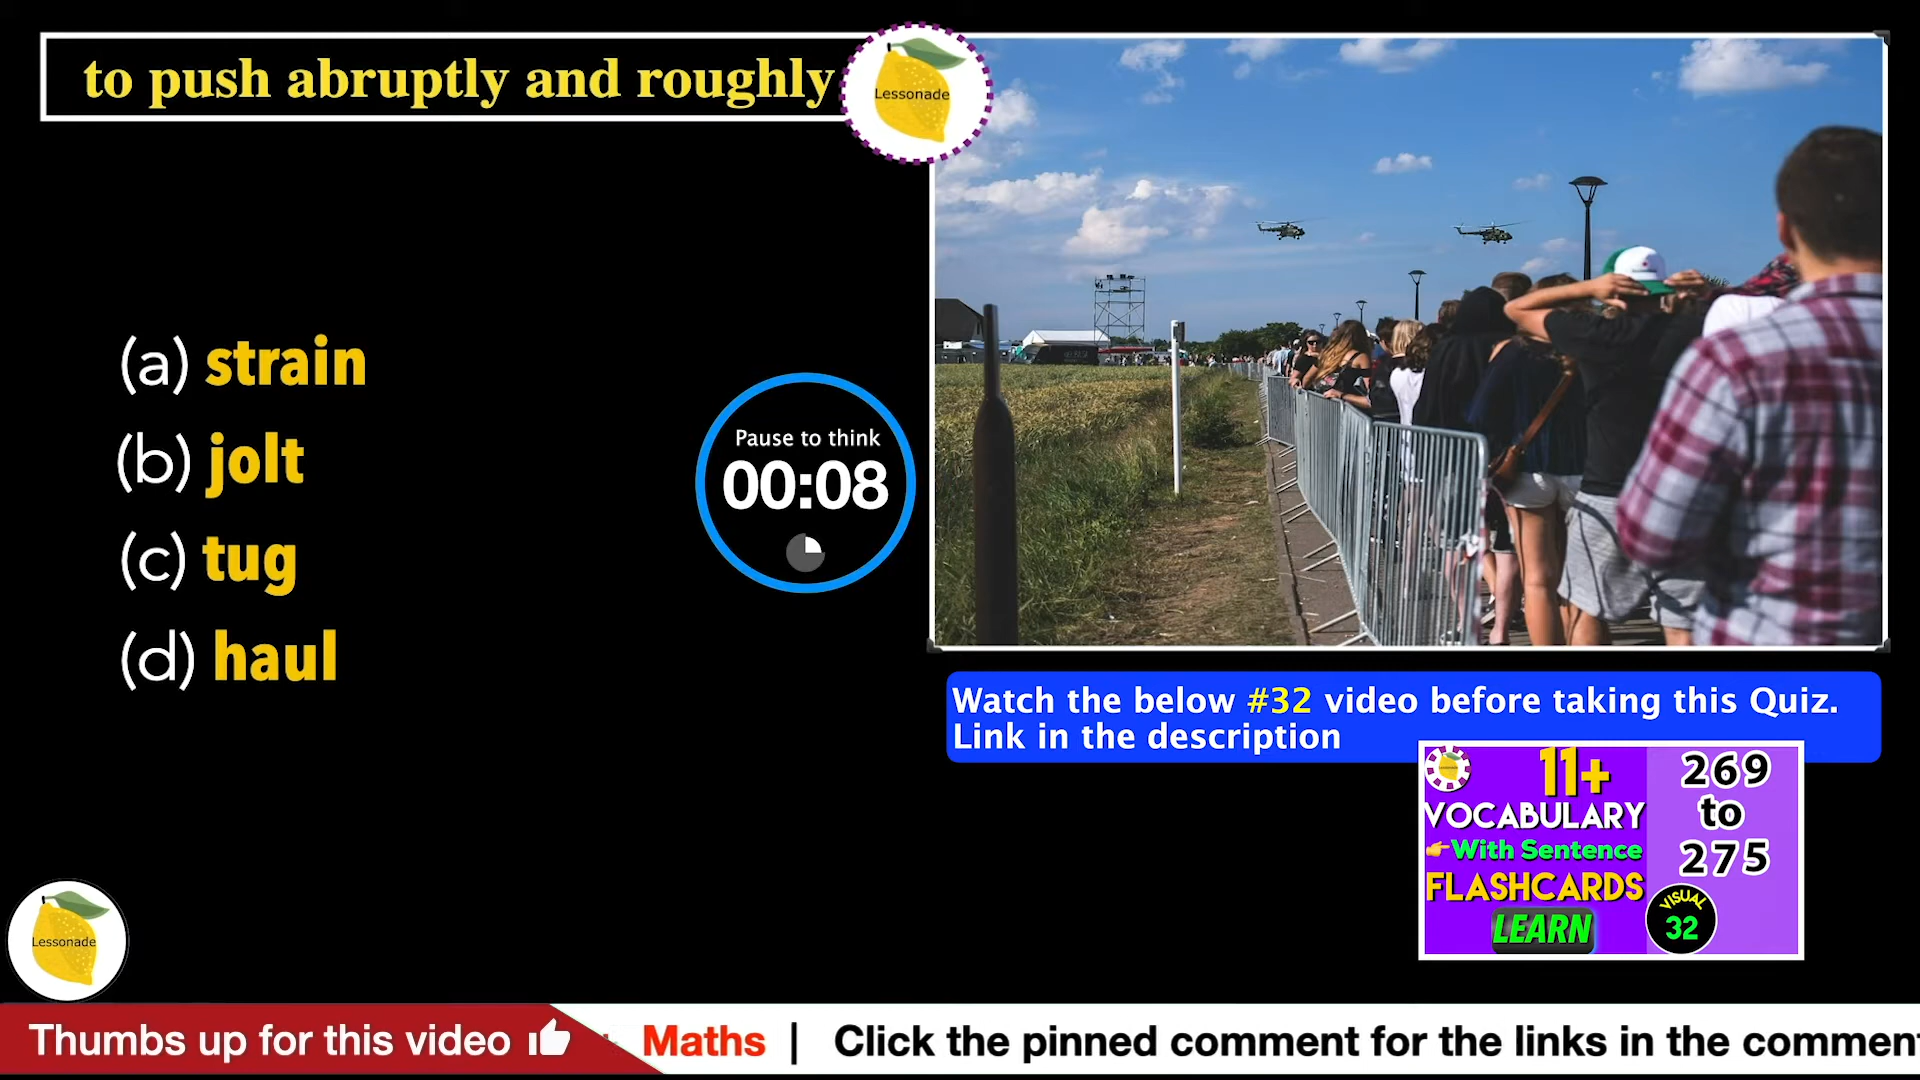 to push abruptly and roughly
Lessonade
(a) strain
(b) jolt
(c) tug
(d) haul
Pause to think
00:08
Watch the below #32 video before taking this Quiz.
Link in the description
11+
VOCABULARY
With Sentence
FLASHCARDS
LEARN
269
to
275
VISUAL
32
Lessonade
Thumbs up for this video
Maths | Click the pinned comment for the links in the comment